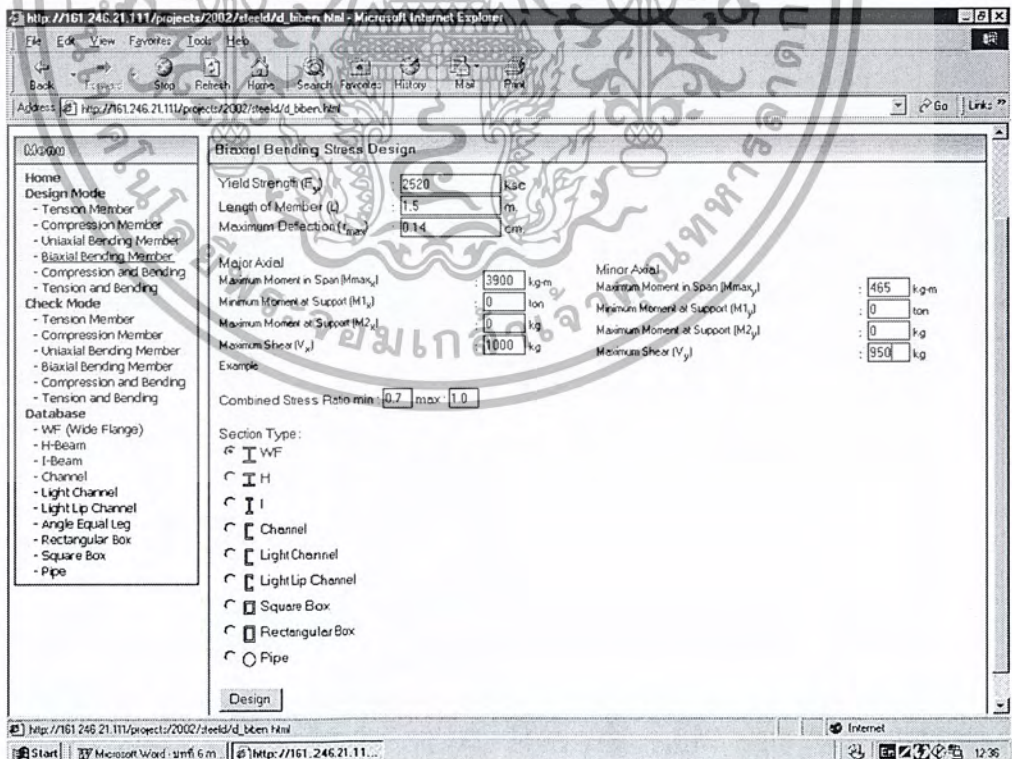 http://161.246.21.111/projects/2002/steeld/d_biben.html - Microsoft Internet Explorer
File Edit View Favorites Tools Help
Back Forward Stop Refresh Home Search Favorites History Mail Print
Address http://161.246.21.111/projects/2002/steeld/d_biben.html Go Links »
Menu
Home
Design Mode
- Tension Member
- Compression Member
- Uniaxial Bending Member
- Biaxial Bending Member
- Compression and Bending
- Tension and Bending
Check Mode
- Tension Member
- Compression Member
- Uniaxial Bending Member
- Biaxial Bending Member
- Compression and Bending
- Tension and Bending
Database
- WF (Wide Flange)
- H-Beam
- I-Beam
- Channel
- Light Channel
- Light Lip Channel
- Angle Equal Leg
- Rectangular Box
- Square Box
- Pipe
Biaxial Bending Stress Design
Yield Strength (Fy) : 2520 ksc
Length of Member (L) : 1.5 m.
Maximum Deflection (rmax) : 0.14 cm.
Major Axial
Maximum Moment in Span (Mmaxx) : 3900 kg-m
Minimum Moment at Support (M1x) : 0 ton
Maximum Moment at Support (M2x) : 0 kg
Maximum Shear (Vx) : 1000 kg
Example
Minor Axial
Maximum Moment in Span (Mmaxy) : 465 kg-m
Minimum Moment at Support (M1y) : 0 ton
Maximum Moment at Support (M2y) : 0 kg
Maximum Shear (Vy) : 950 kg
Combined Stress Ratio min : 0.7 max : 1.0
Section Type :
WF
H
I
Channel
Light Channel
Light Lip Channel
Square Box
Rectangular Box
Pipe
Design
http://161.246.21.111/projects/2002/steeld/d_biben.html Internet
Start Microsoft Word - บทที่ 6 m... http://161.246.21.11... En 12:36